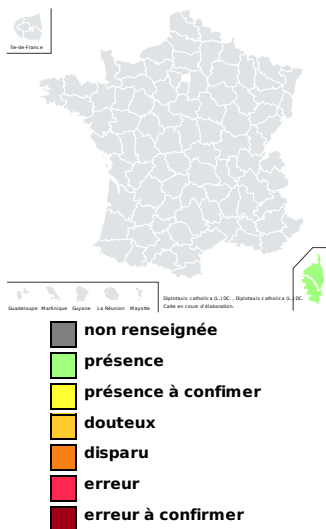 Île-de-France
Diplotaxis catholica (L.) DC. , Diplotaxis catholica (L.) DC.
Carte en cours d'élaboration.
Guadeloupe Martinique Guyane La Réunion Mayotte
non renseignée
présence
présence à confimer
douteux
disparu
erreur
erreur à confirmer